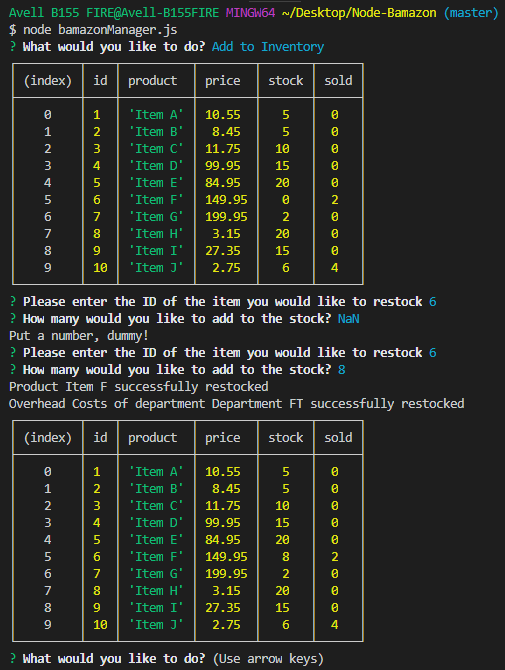 Avell B155 FIRE@Avell-B155FIRE MINGW64 ~/Desktop/Node-Bamazon (master)
$ node bamazonManager.js
? What would you like to do? Add to Inventory
(index) id product price stock sold
0 1 'Item A' 10.55 5 0
1 2 'Item B' 8.45 5 0
2 3 'Item C' 11.75 10 0
3 4 'Item D' 99.95 15 0
4 5 'Item E' 84.95 20 0
5 6 'Item F' 149.95 0 2
6 7 'Item G' 199.95 2 0
7 8 'Item H' 3.15 20 0
8 9 'Item I' 27.35 15 0
9 10 'Item J' 2.75 6 4
? Please enter the ID of the item you would like to restock 6
? How many would you like to add to the stock? NaN
Put a number, dummy!
? Please enter the ID of the item you would like to restock 6
? How many would you like to add to the stock? 8
Product Item F successfully restocked
Overhead Costs of department Department FT successfully restocked
(index) id product price stock sold
0 1 'Item A' 10.55 5 0
1 2 'Item B' 8.45 5 0
2 3 'Item C' 11.75 10 0
3 4 'Item D' 99.95 15 0
4 5 'Item E' 84.95 20 0
5 6 'Item F' 149.95 8 2
6 7 'Item G' 199.95 2 0
7 8 'Item H' 3.15 20 0
8 9 'Item I' 27.35 15 0
9 10 'Item J' 2.75 6 4
? What would you like to do? (Use arrow keys)